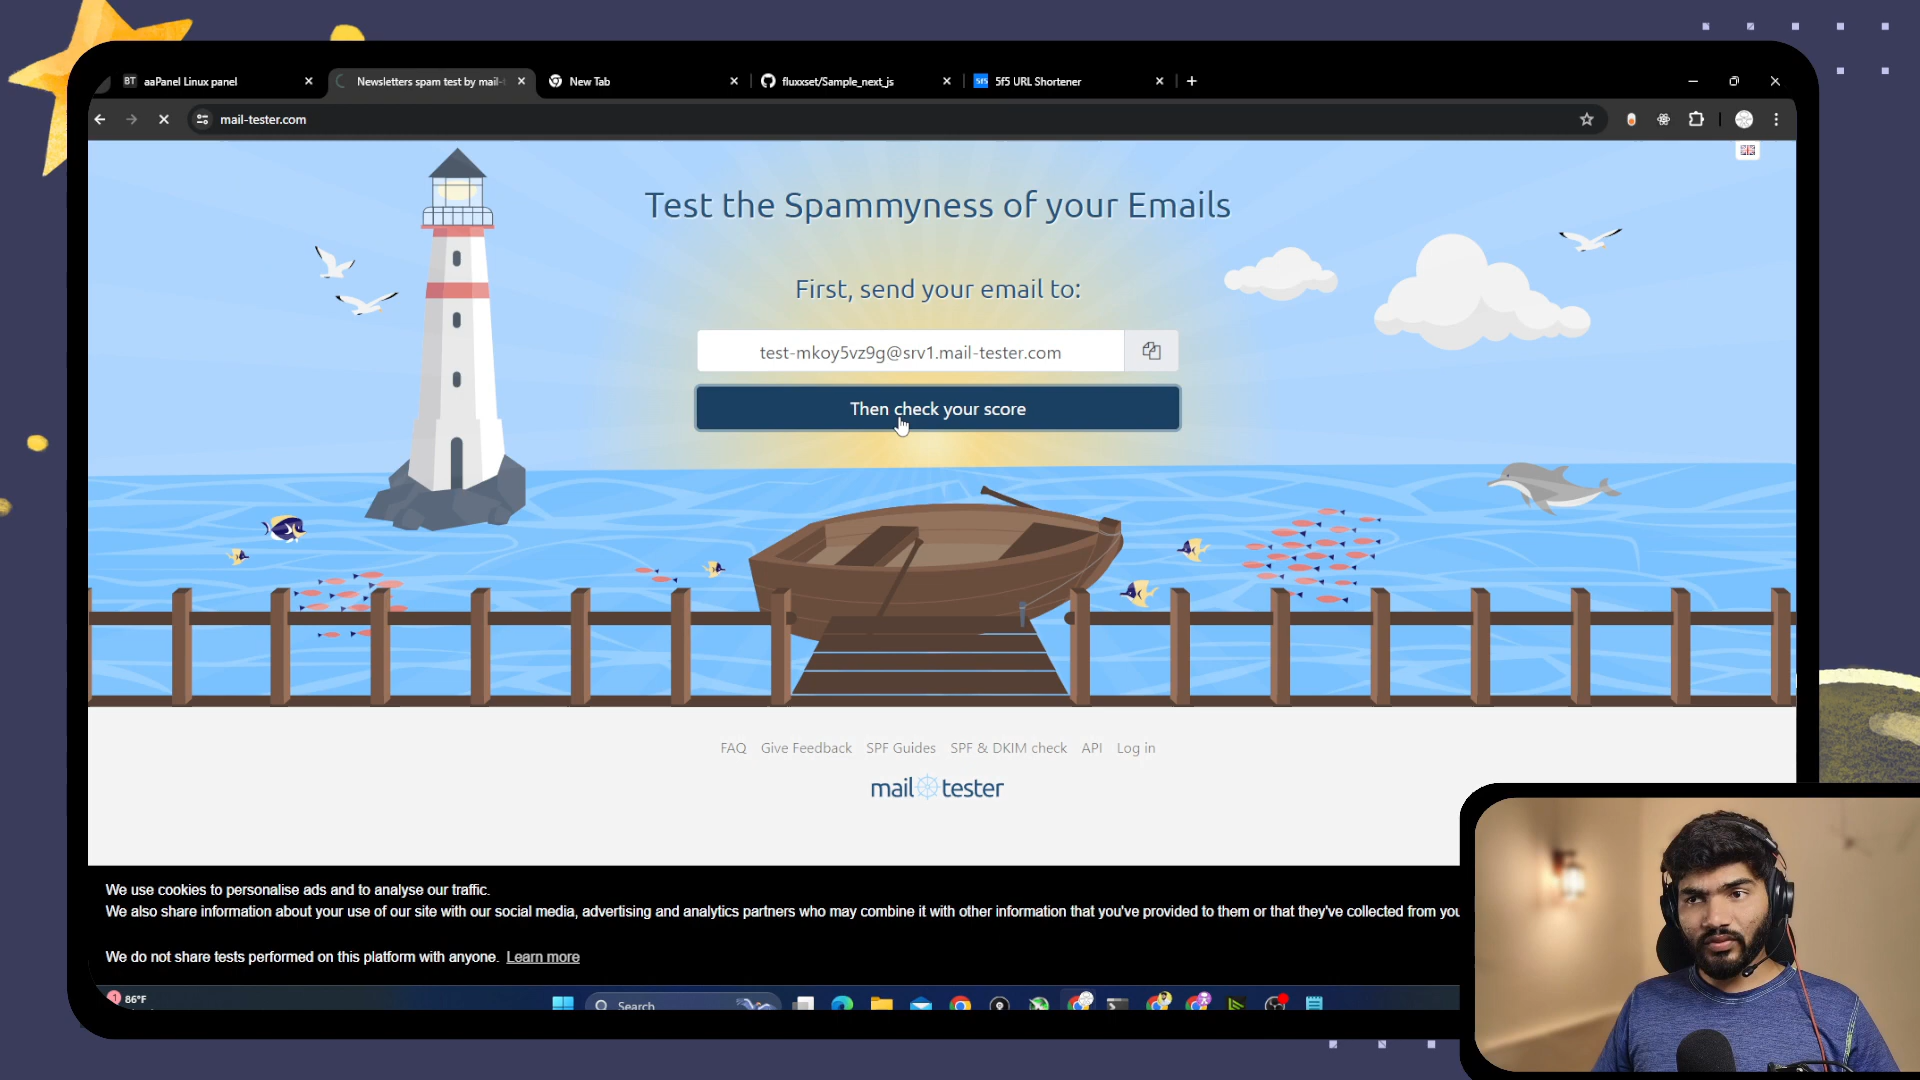 BT aaPanel Linux panel
Newsletters spam test by mail-
New Tab
fluxxset/Sample_next_js
5f5 5f5 URL Shortener
mail-tester.com
Test the Spammyness of your Emails
First, send your email to:
test-mkoy5vz9g@srv1.mail-tester.com
Then check your score
FAQ Give Feedback SPF Guides SPF & DKIM check API Log in
mail tester
We use cookies to personalise ads and to analyse our traffic.
We also share information about your use of our site with our social media, advertising and analytics partners who may combine it with other information that you've provided to them or that they've collected from you
We do not share tests performed on this platform with anyone. Learn more
1 86°F
Search